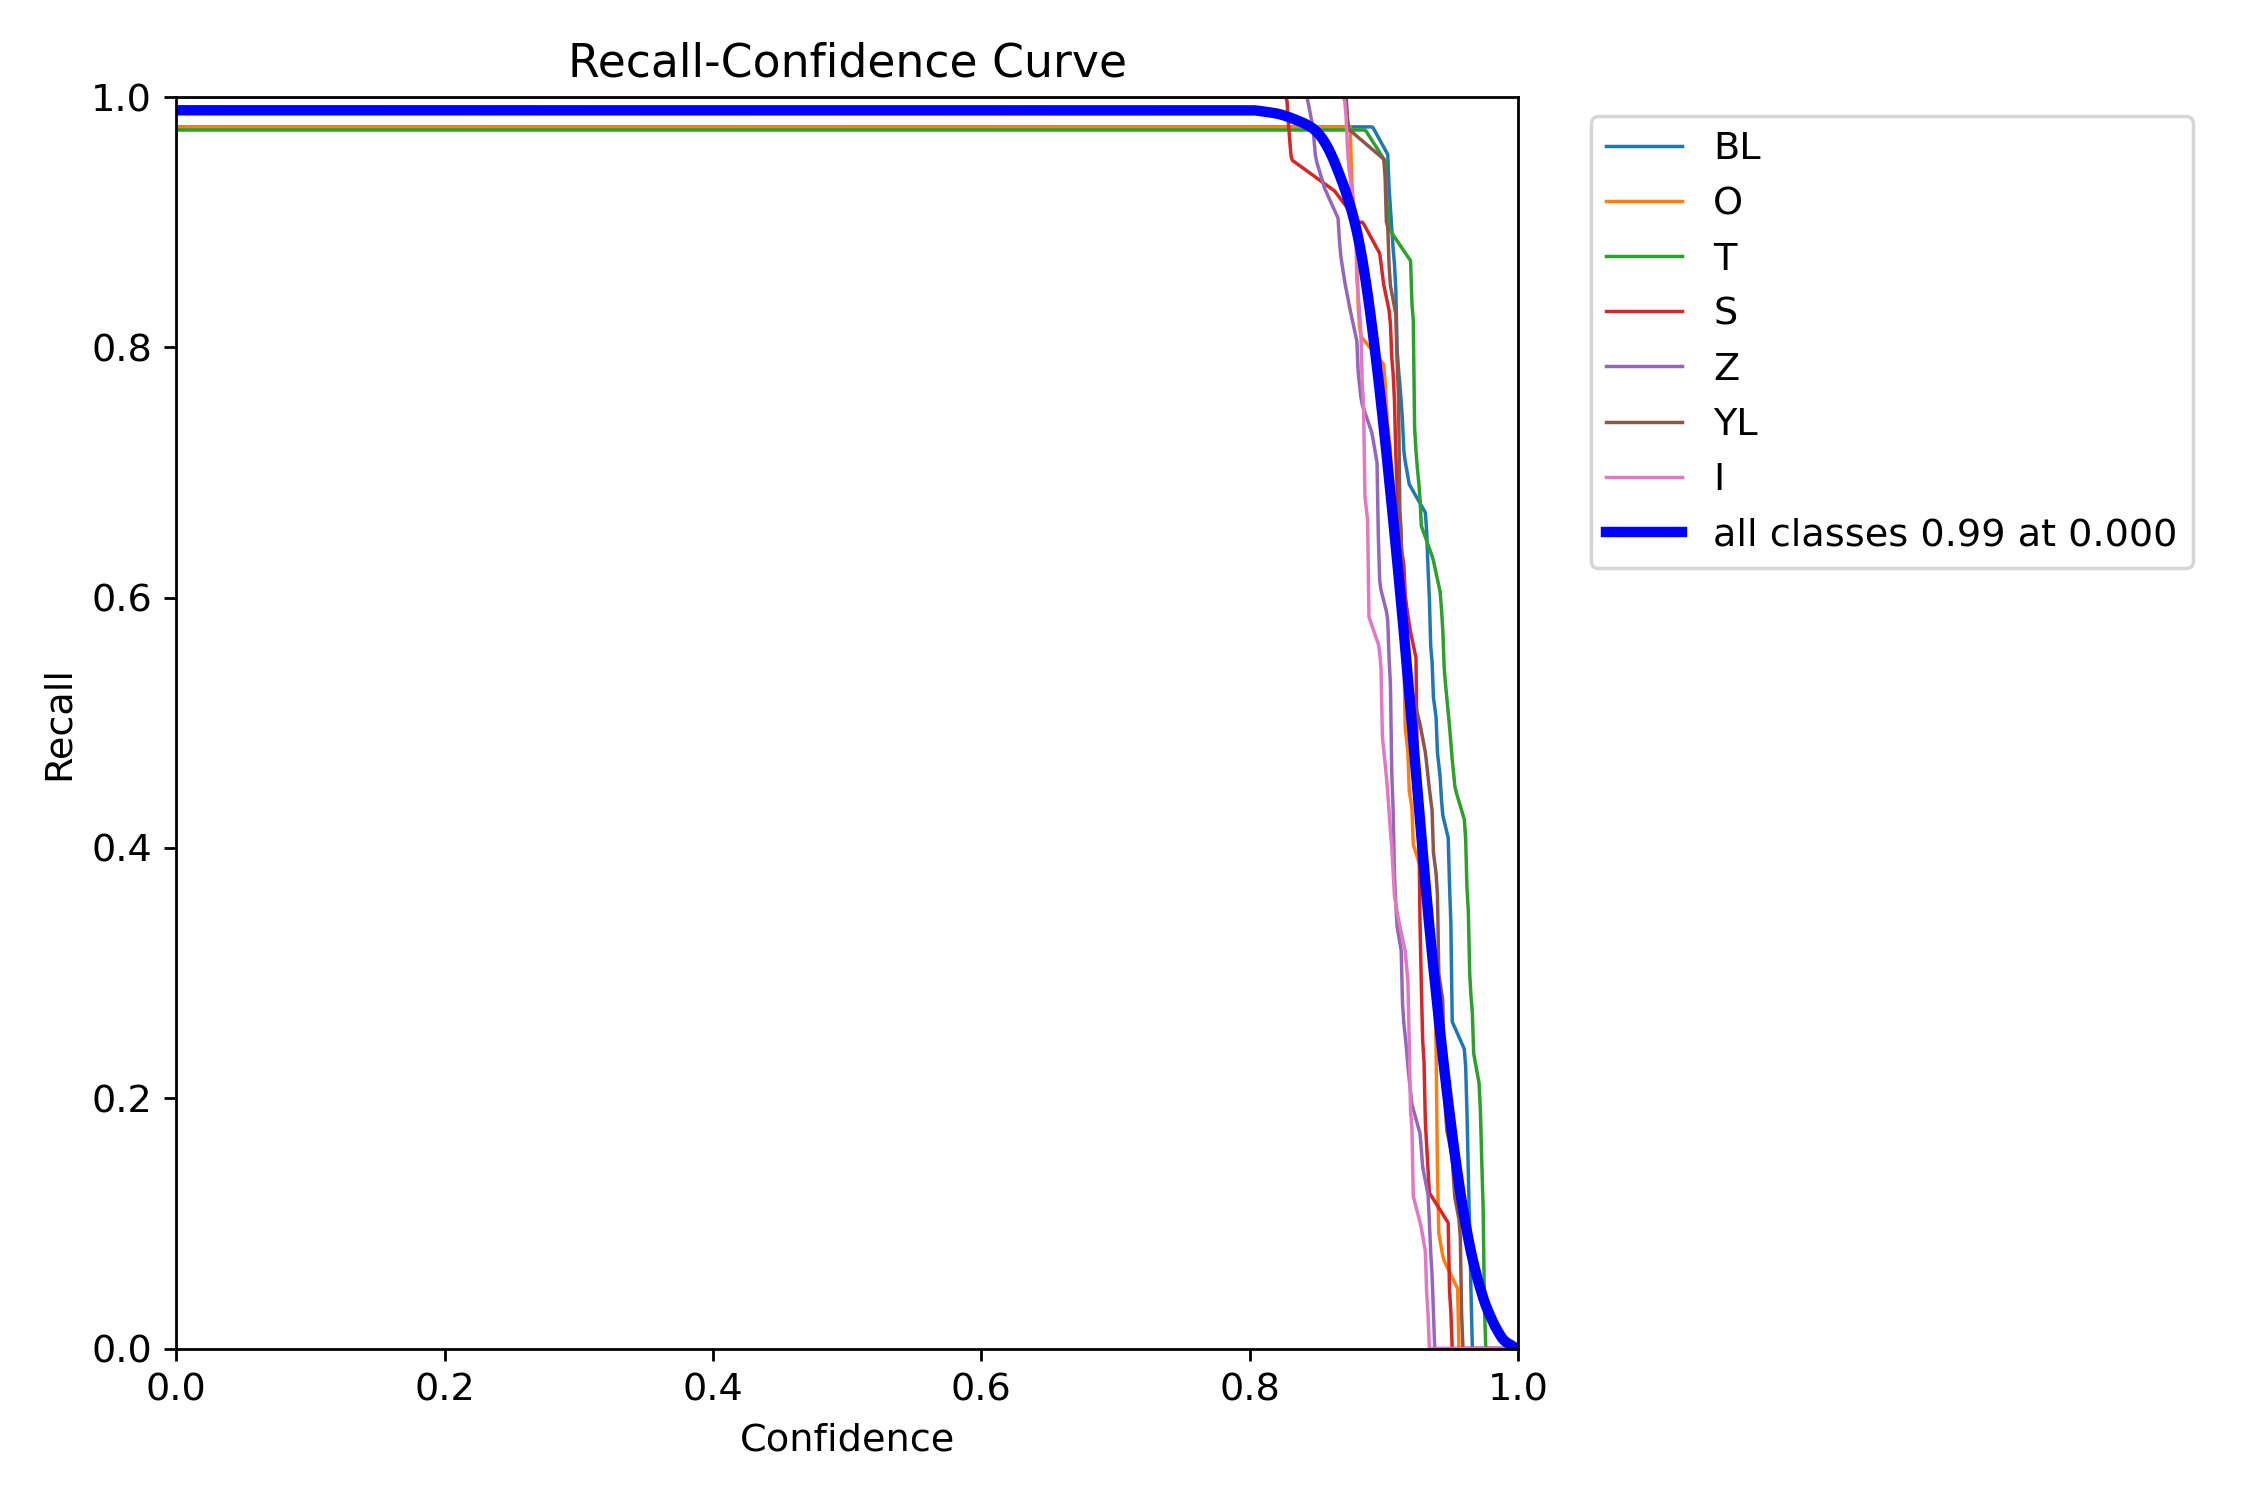 Recall-Confidence Curve
1.0
0.8
0.6
0.4
0.2
0.0
Recall
0.0 0.2 0.4 0.6 0.8 1.0
Confidence
BL
O
T
S
Z
YL
I
all classes 0.99 at 0.000